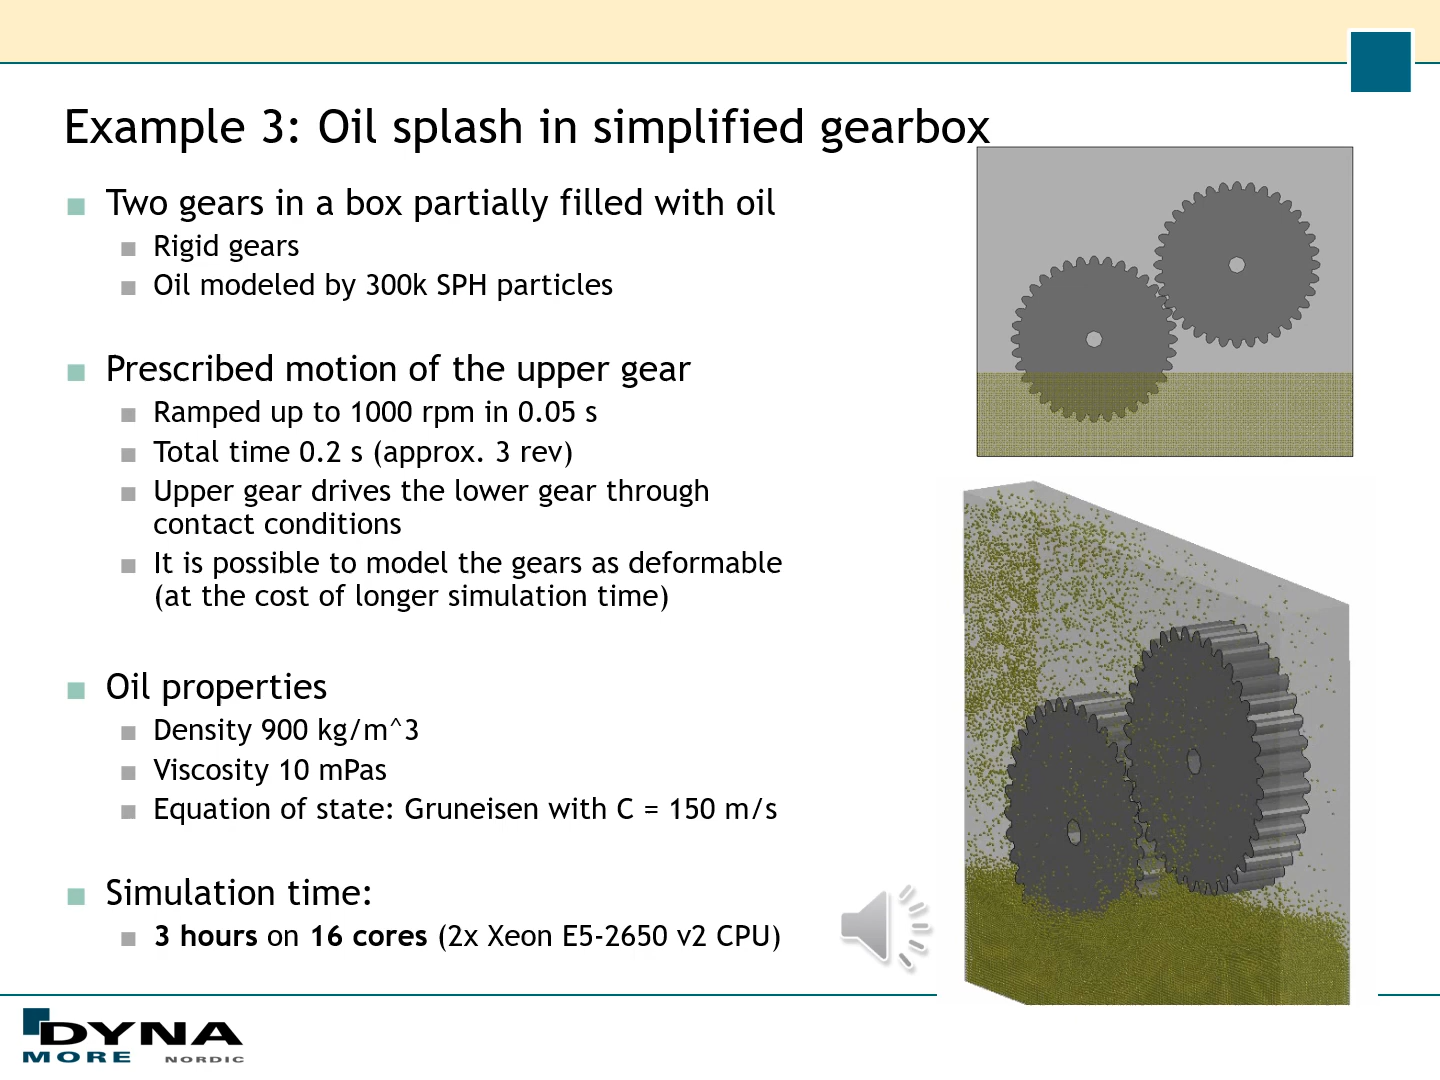 Example 3: Oil splash in simplified gearbox
Two gears in a box partially filled with oil
Rigid gears
Oil modeled by 300k SPH particles
Prescribed motion of the upper gear
Ramped up to 1000 rpm in 0.05 s
Total time 0.2 s (approx. 3 rev)
Upper gear drives the lower gear through
contact conditions
It is possible to model the gears as deformable
(at the cost of longer simulation time)
Oil properties
Density 900 kg/m^3
Viscosity 10 mPas
Equation of state: Gruneisen with C = 150 m/s
Simulation time:
3 hours on 16 cores (2x Xeon E5-2650 v2 CPU)
DYNA
MORE NORDIC